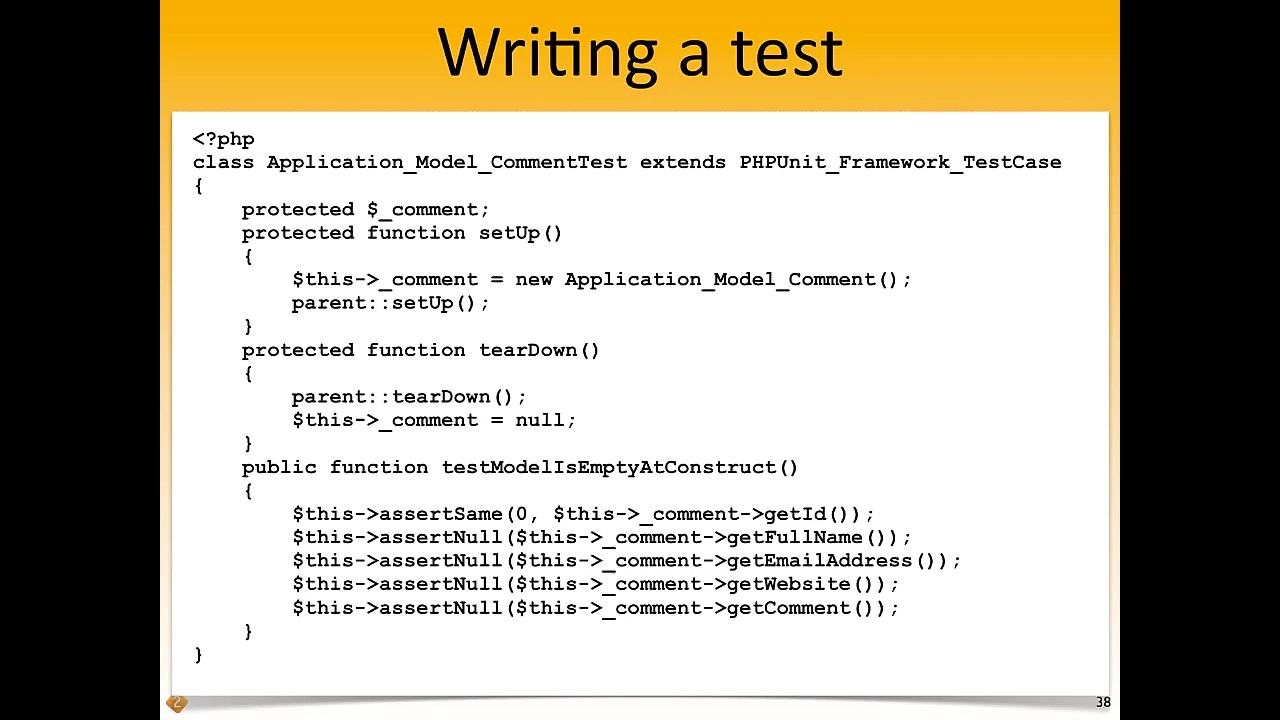 Writing a test
<?php
class Application_Model_CommentTest extends PHPUnit_Framework_TestCase
{
    protected $_comment;
    protected function setUp()
    {
        $this->_comment = new Application_Model_Comment();
        parent::setUp();
    }
    protected function tearDown()
    {
        parent::tearDown();
        $this->_comment = null;
    }
    public function testModelIsEmptyAtConstruct()
    {
        $this->assertSame(0, $this->_comment->getId());
        $this->assertNull($this->_comment->getFullName());
        $this->assertNull($this->_comment->getEmailAddress());
        $this->assertNull($this->_comment->getWebsite());
        $this->assertNull($this->_comment->getComment());
    }
}
2
38